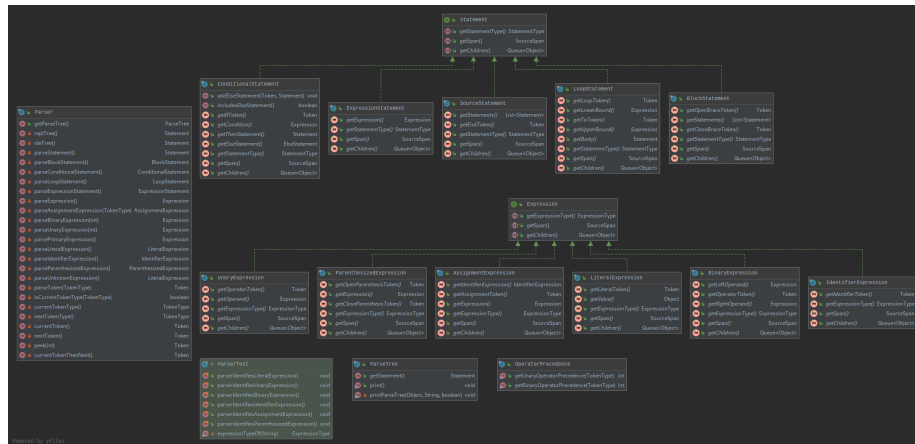 Statement
getStatementType() StatementType
getSpan() SourceSpan
getChildren() Queue<Object>
ConditionalStatement
addElseStatement(Token, Statement) void
includesElseStatement() boolean
getIfToken() Token
getCondition() Expression
getThenStatement() Statement
getElseStatement() ElseStatement
getStatementType() StatementType
getSpan() SourceSpan
getChildren() Queue<Object>
ExpressionStatement
getExpression() Expression
getStatementType() StatementType
getSpan() SourceSpan
getChildren() Queue<Object>
SourceStatement
getStatements() List<Statement>
getEndToken() Token
getStatementType() StatementType
getSpan() SourceSpan
getChildren() Queue<Object>
LoopStatement
getLoopToken() Token
getLowerBound() Expression
getToToken() Token
getUpperBound() Expression
getBody() Statement
getStatementType() StatementType
getSpan() SourceSpan
getChildren() Queue<Object>
BlockStatement
getOpenBraceToken() Token
getStatements() List<Statement>
getCloseBraceToken() Token
getStatementType() StatementType
getSpan() SourceSpan
getChildren() Queue<Object>
Parser
getParseTree() ParseTree
replTree() Statement
ideTree() Statement
parseStatement() Statement
parseBlockStatement() BlockStatement
parseConditionalStatement() ConditionalStatement
parseLoopStatement() LoopStatement
parseExpressionStatement() ExpressionStatement
parseExpression() Expression
parseAssignmentExpression(TokenType) AssignmentExpression
parseBinaryExpression(int) Expression
parseUnaryExpression(int) Expression
parsePrimaryExpression() Expression
parseLiteralExpression() LiteralExpression
parseIdentifierExpression() IdentifierExpression
parseParenthesizedExpression() ParenthesizedExpression
parseUnknownExpression() LiteralExpression
parseToken(TokenType) Token
isCurrentTokenType(TokenType) boolean
currentTokenType() TokenType
nextTokenType() TokenType
currentToken() Token
nextToken() Token
peek(int) Token
currentTokenThenNext() Token
Expression
getExpressionType() ExpressionType
getSpan() SourceSpan
getChildren() Queue<Object>
UnaryExpression
getOperatorToken() Token
getOperand() Expression
getExpressionType() ExpressionType
getSpan() SourceSpan
getChildren() Queue<Object>
ParenthesizedExpression
getOpenParenthesisToken() Token
getExpression() Expression
getCloseParenthesisToken() Token
getExpressionType() ExpressionType
getSpan() SourceSpan
getChildren() Queue<Object>
AssignmentExpression
getIdentifierExpression() IdentifierExpression
getAssignmentToken() Token
getExpression() Expression
getExpressionType() ExpressionType
getSpan() SourceSpan
getChildren() Queue<Object>
LiteralExpression
getLiteralToken() Token
getValue() Object
getExpressionType() ExpressionType
getSpan() SourceSpan
getChildren() Queue<Object>
BinaryExpression
getLeftOperand() Expression
getOperatorToken() Token
getRightOperand() Expression
getExpressionType() ExpressionType
getSpan() SourceSpan
getChildren() Queue<Object>
IdentifierExpression
getIdentifierToken() Token
getExpressionType() ExpressionType
getSpan() SourceSpan
getChildren() Queue<Object>
ParserTest
parserIdentifiesLiteralExpression() void
parserIdentifiesUnaryExpression() void
parserIdentifiesBinaryExpression() void
parserIdentifiesIdentifierExpression() void
parserIdentifiesAssignmentExpression() void
parserIdentifiesParenthesizedExpression() void
expressionTypeOf(String) ExpressionType
ParseTree
getStatement() Statement
print() void
printParseTree(Object, String, boolean) void
OperatorPrecedence
getUnaryOperatorPrecedence(TokenType) int
getBinaryOperatorPrecedence(TokenType) int
Powered by yFiles